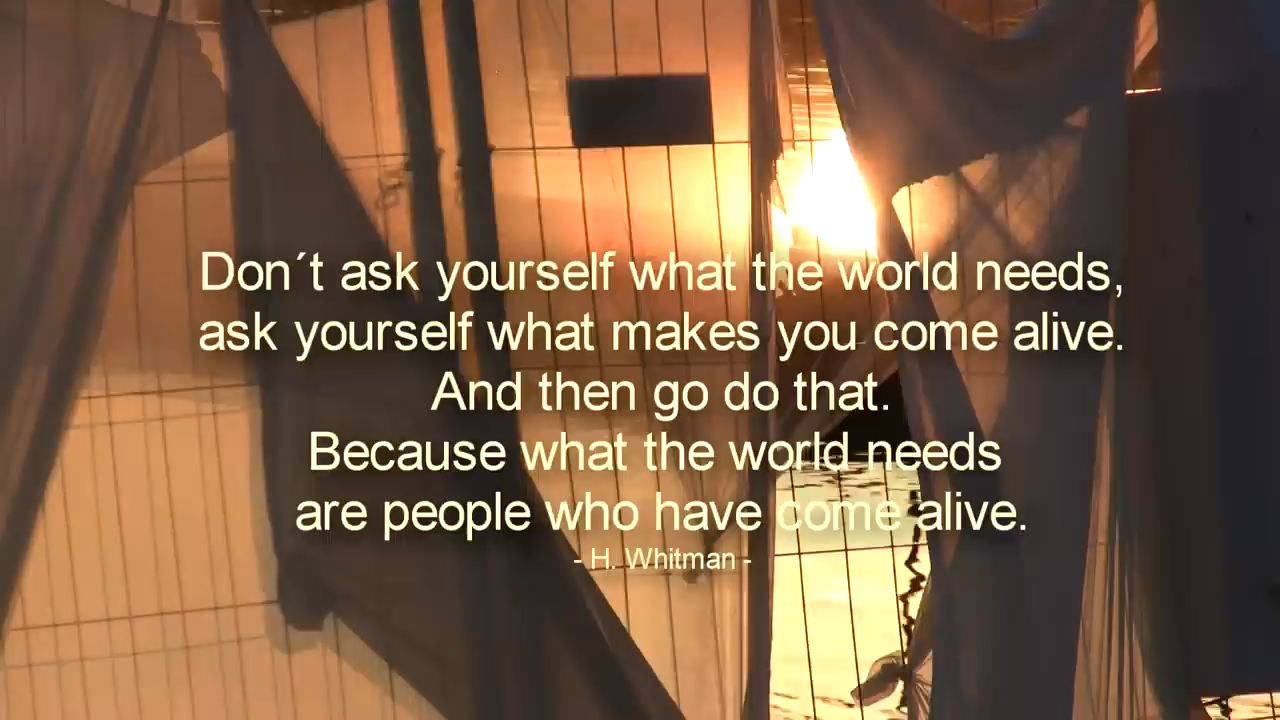 Don´t ask yourself what the world needs,
ask yourself what makes you come alive.
And then go do that.
Because what the world needs
are people who have come alive.
- H. Whitman -